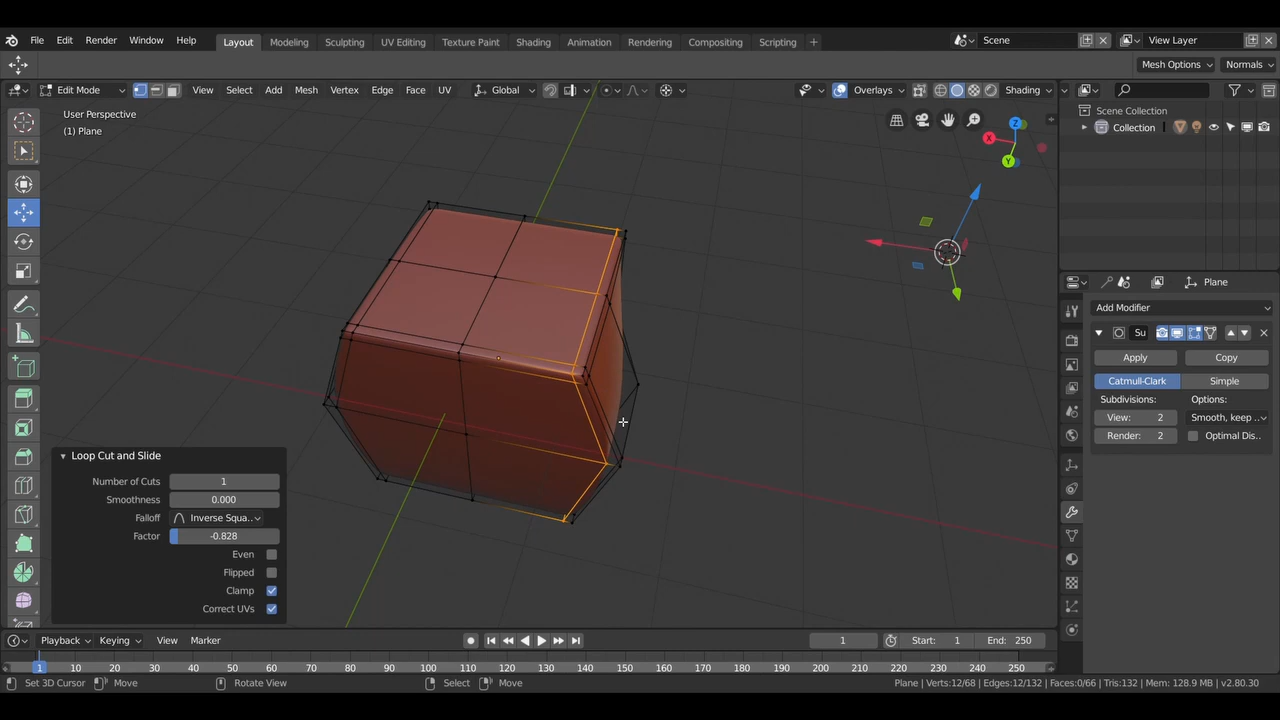 File Edit Render Window Help Layout Modeling Sculpting UV Editing Texture Paint Shading Animation Rendering Compositing Scripting + Scene View Layer
Mesh Options Normals
Edit Mode View Select Add Mesh Vertex Edge Face UV Global Overlays Shading
User Perspective
(1) Plane
Z
X
Y
Scene Collection
Collection
Plane
Add Modifier
Su
Apply Copy
Catmull-Clark Simple
Subdivisions: Options:
View: 2 Smooth, keep ..
Render: 2 Optimal Dis..
Loop Cut and Slide
Number of Cuts 1
Smoothness 0.000
Falloff Inverse Squa..
Factor -0.828
Even
Flipped
Clamp
Correct UVs
Playback Keying View Marker 1 Start: 1 End: 250
1 10 20 30 40 50 60 70 80 90 100 110 120 130 140 150 160 170 180 190 200 210 220 230 240 250
Set 3D Cursor Move Rotate View Select Move Plane | Verts:12/68 | Edges:12/132 | Faces:0/66 | Tris:132 | Mem: 128.9 MB | v2.80.30